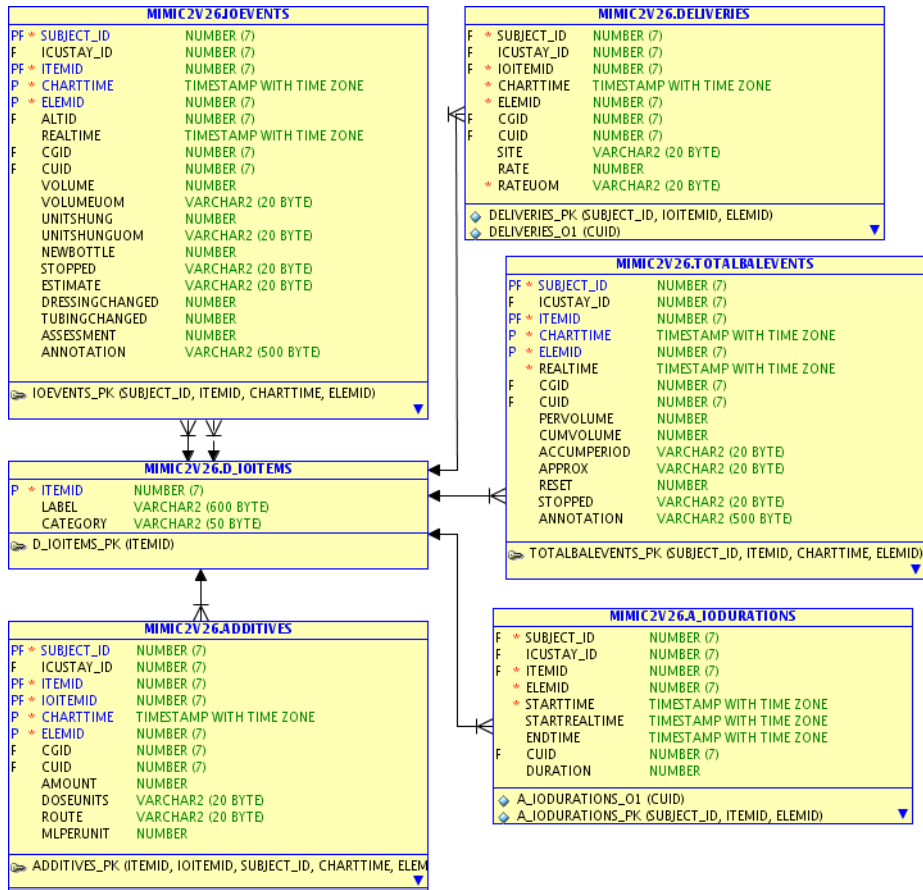 MIMIC2V26.IOEVENTS
PF * SUBJECT_ID NUMBER (7)
F ICUSTAY_ID NUMBER (7)
PF * ITEMID NUMBER (7)
P * CHARTTIME TIMESTAMP WITH TIME ZONE
P * ELEMID NUMBER (7)
F ALTID NUMBER (7)
REALTIME TIMESTAMP WITH TIME ZONE
F CGID NUMBER (7)
F CUID NUMBER (7)
VOLUME NUMBER
VOLUMEUOM VARCHAR2 (20 BYTE)
UNITSHUNG NUMBER
UNITSHUNGUOM VARCHAR2 (20 BYTE)
NEWBOTTLE NUMBER
STOPPED VARCHAR2 (20 BYTE)
ESTIMATE VARCHAR2 (20 BYTE)
DRESSINGCHANGED NUMBER
TUBINGCHANGED NUMBER
ASSESSMENT NUMBER
ANNOTATION VARCHAR2 (500 BYTE)
IOEVENTS_PK (SUBJECT_ID, ITEMID, CHARTTIME, ELEMID)
MIMIC2V26.D_IOITEMS
P * ITEMID NUMBER (7)
LABEL VARCHAR2 (600 BYTE)
CATEGORY VARCHAR2 (50 BYTE)
D_IOITEMS_PK (ITEMID)
MIMIC2V26.ADDITIVES
PF * SUBJECT_ID NUMBER (7)
F ICUSTAY_ID NUMBER (7)
PF * ITEMID NUMBER (7)
PF * IOITEMID NUMBER (7)
P * CHARTTIME TIMESTAMP WITH TIME ZONE
P * ELEMID NUMBER (7)
F CGID NUMBER (7)
F CUID NUMBER (7)
AMOUNT NUMBER
DOSEUNITS VARCHAR2 (20 BYTE)
ROUTE VARCHAR2 (20 BYTE)
MLPERUNIT NUMBER
ADDITIVES_PK (ITEMID, IOITEMID, SUBJECT_ID, CHARTTIME, ELEM
MIMIC2V26.DELIVERIES
F * SUBJECT_ID NUMBER (7)
F ICUSTAY_ID NUMBER (7)
F * IOITEMID NUMBER (7)
* CHARTTIME TIMESTAMP WITH TIME ZONE
* ELEMID NUMBER (7)
F CGID NUMBER (7)
F CUID NUMBER (7)
SITE VARCHAR2 (20 BYTE)
RATE NUMBER
* RATEUOM VARCHAR2 (20 BYTE)
DELIVERIES_PK (SUBJECT_ID, IOITEMID, ELEMID)
DELIVERIES_O1 (CUID)
MIMIC2V26.TOTALBALEVENTS
PF * SUBJECT_ID NUMBER (7)
F ICUSTAY_ID NUMBER (7)
PF * ITEMID NUMBER (7)
P * CHARTTIME TIMESTAMP WITH TIME ZONE
P * ELEMID NUMBER (7)
* REALTIME TIMESTAMP WITH TIME ZONE
F CGID NUMBER (7)
F CUID NUMBER (7)
PERVOLUME NUMBER
CUMVOLUME NUMBER
ACCUMPERIOD VARCHAR2 (20 BYTE)
APPROX VARCHAR2 (20 BYTE)
RESET NUMBER
STOPPED VARCHAR2 (20 BYTE)
ANNOTATION VARCHAR2 (500 BYTE)
TOTALBALEVENTS_PK (SUBJECT_ID, ITEMID, CHARTTIME, ELEMID)
MIMIC2V26.A_IODURATIONS
F * SUBJECT_ID NUMBER (7)
F ICUSTAY_ID NUMBER (7)
F * ITEMID NUMBER (7)
* ELEMID NUMBER (7)
* STARTTIME TIMESTAMP WITH TIME ZONE
STARTREALTIME TIMESTAMP WITH TIME ZONE
ENDTIME TIMESTAMP WITH TIME ZONE
F CUID NUMBER (7)
DURATION NUMBER
A_IODURATIONS_O1 (CUID)
A_IODURATIONS_PK (SUBJECT_ID, ITEMID, ELEMID)